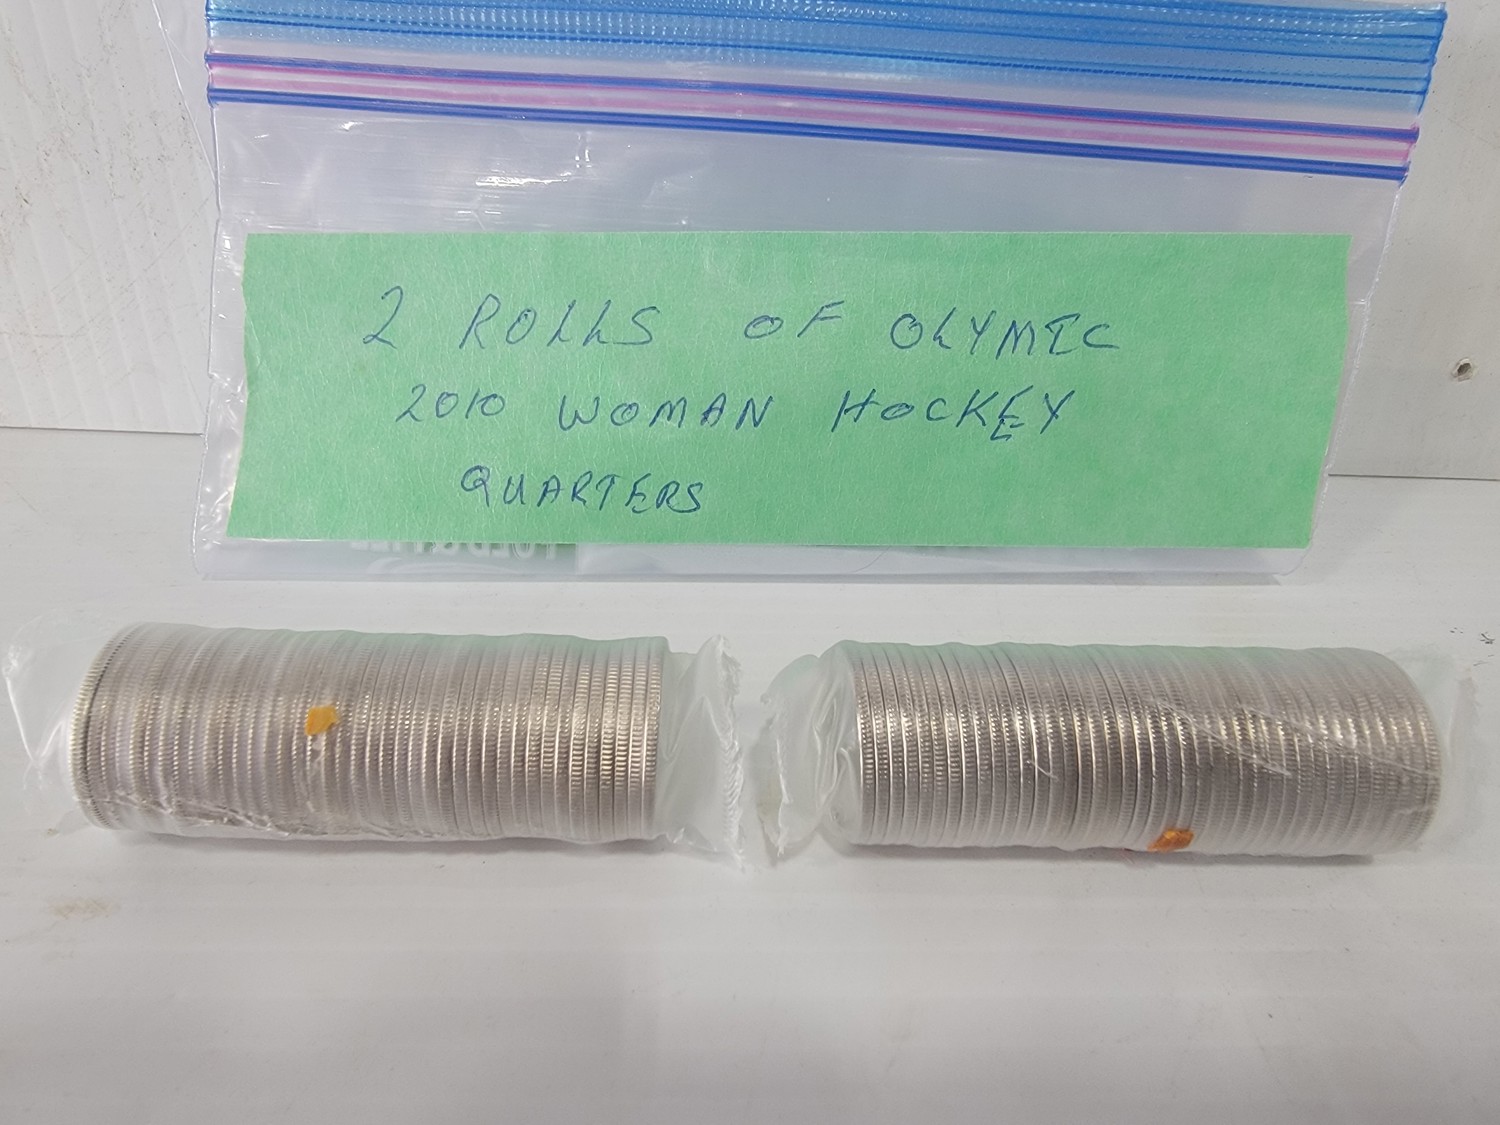 2 ROLLS OF OLYMIC
2010 WOMAN HOCKEY
QUARTERS